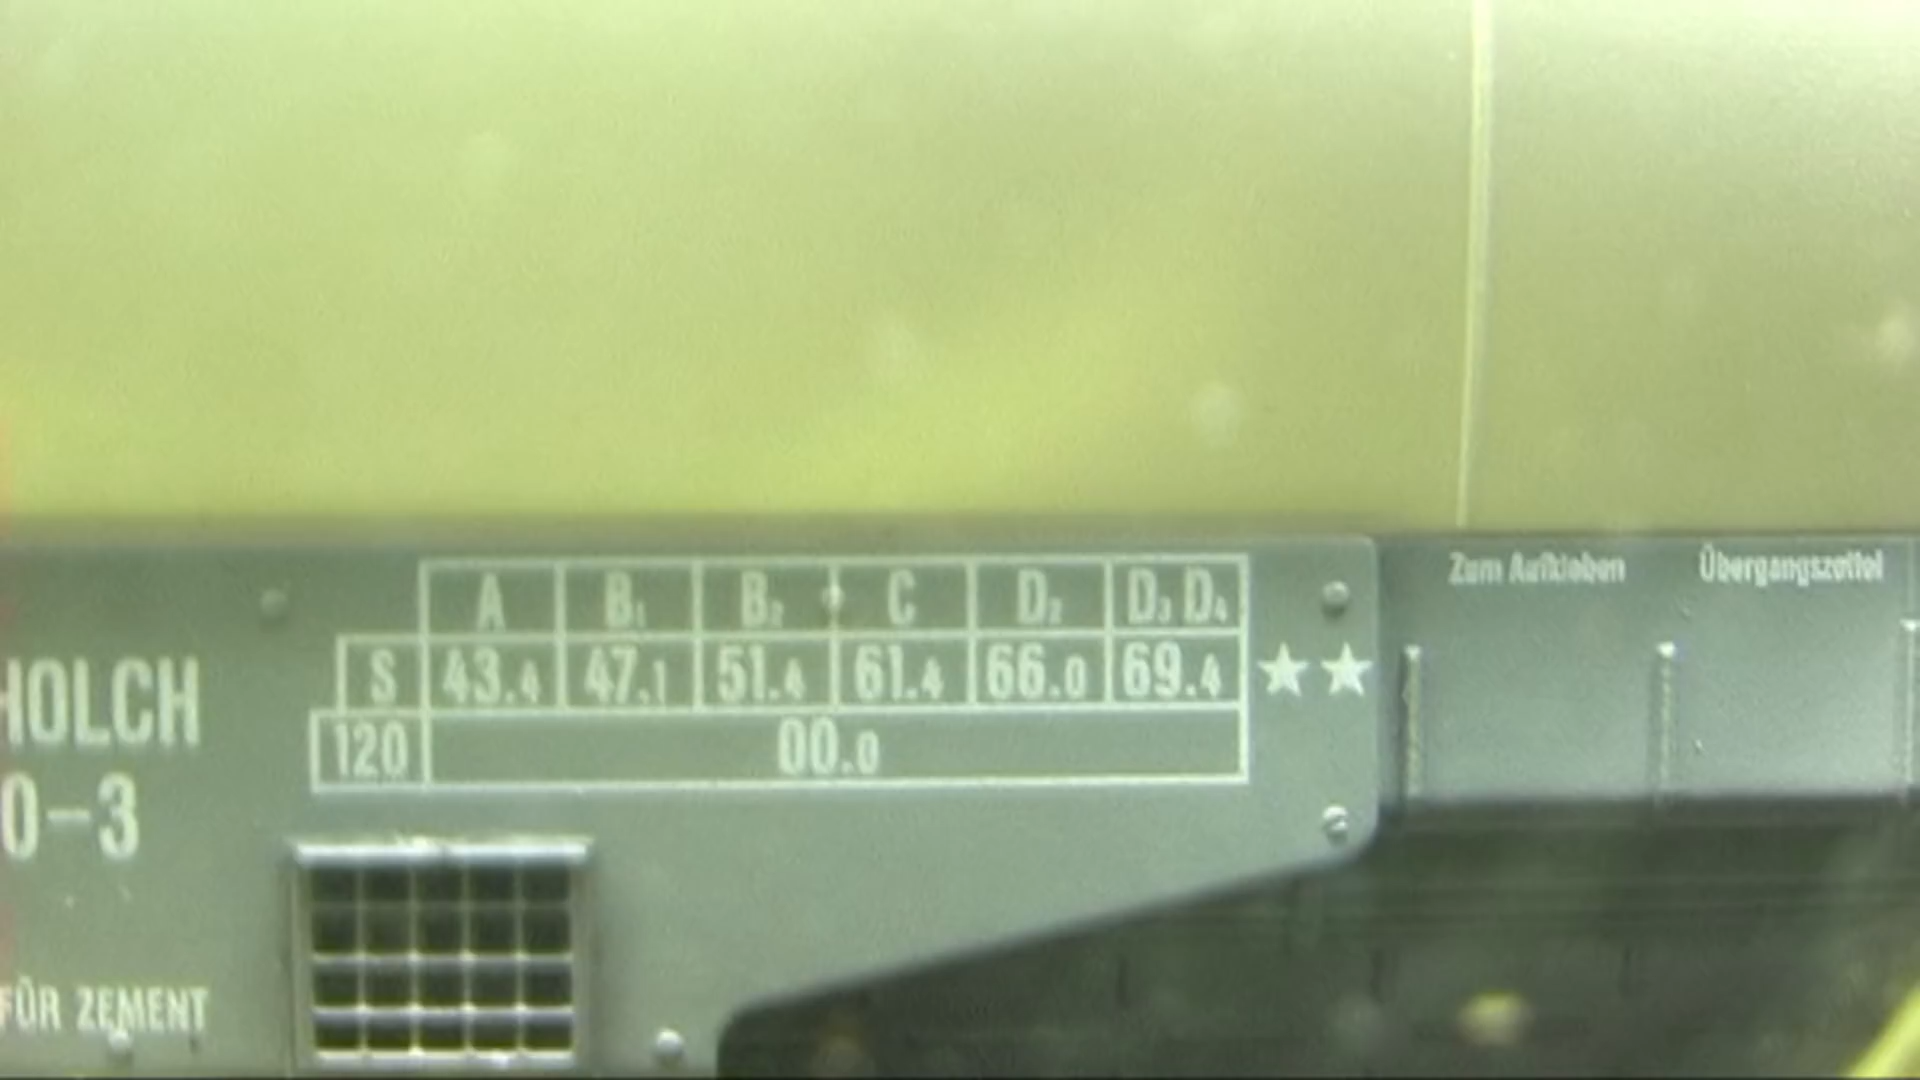 A B1 B2 C D2 D3 D4
S 43.4 47.1 51.4 61.4 66.0 69.4 ★★
120 00.0
HOLCH
0-3
FÜR ZEMENT
Zum Aufkleben
Übergangszettel